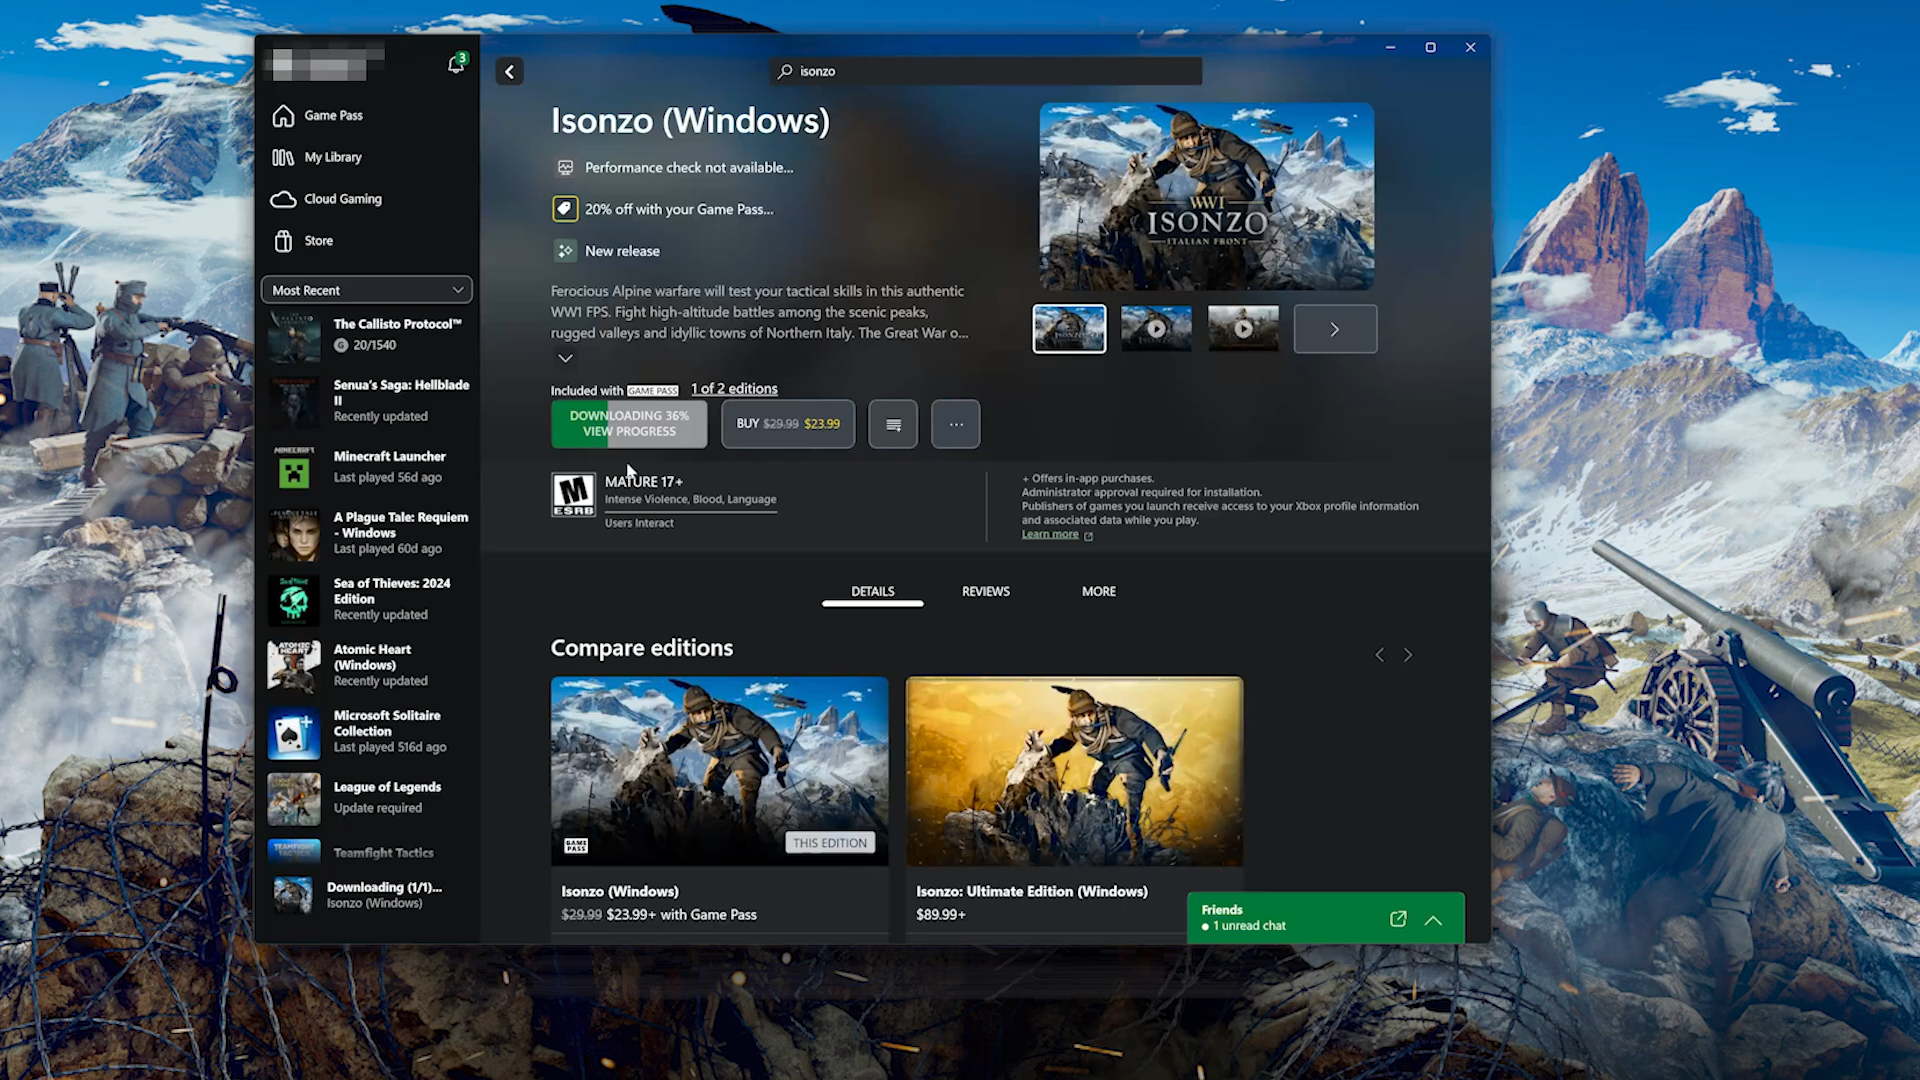 3
Game Pass
My Library
Cloud Gaming
Store
Most Recent
The Callisto Protocol™
G 20/1540
Senua's Saga: Hellblade
II
Recently updated
MINECRAFT
Minecraft Launcher
Last played 56d ago
A Plague Tale: Requiem
- Windows
Last played 60d ago
Sea of Thieves: 2024
Edition
Recently updated
ATOMIC
HEART
Atomic Heart
(Windows)
Recently updated
Microsoft Solitaire
Collection
Last played 516d ago
League of Legends
Update required
TEAMFIGHT
TACTICS
Teamfight Tactics
Downloading (1/1)...
Isonzo (Windows)
isonzo
Isonzo (Windows)
Performance check not available...
20% off with your Game Pass...
New release
Ferocious Alpine warfare will test your tactical skills in this authentic
WW1 FPS. Fight high-altitude battles among the scenic peaks,
rugged valleys and idyllic towns of Northern Italy. The Great War o...
Included with GAME PASS 1 of 2 editions
DOWNLOADING 36%
VIEW PROGRESS
BUY $29.99 $23.99
...
WWI
ISONZO
ITALIAN FRONT
M
ESRB
MATURE 17+
Intense Violence, Blood, Language
Users Interact
+ Offers in-app purchases.
Administrator approval required for installation.
Publishers of games you launch receive access to your Xbox profile information
and associated data while you play.
Learn more
DETAILS
REVIEWS
MORE
Compare editions
GAME
PASS
THIS EDITION
Isonzo (Windows)
$29.99 $23.99+ with Game Pass
Isonzo: Ultimate Edition (Windows)
$89.99+
Friends
1 unread chat